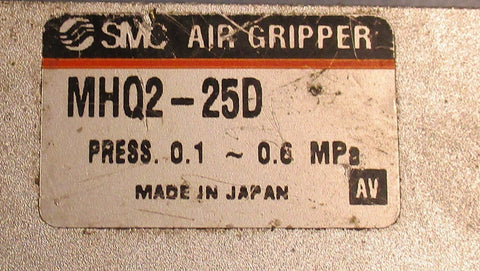 SMC AIR GRIPPER
MHQ2-25D
PRESS. 0.1 ~ 0.6 MPa
MADE IN JAPAN AV